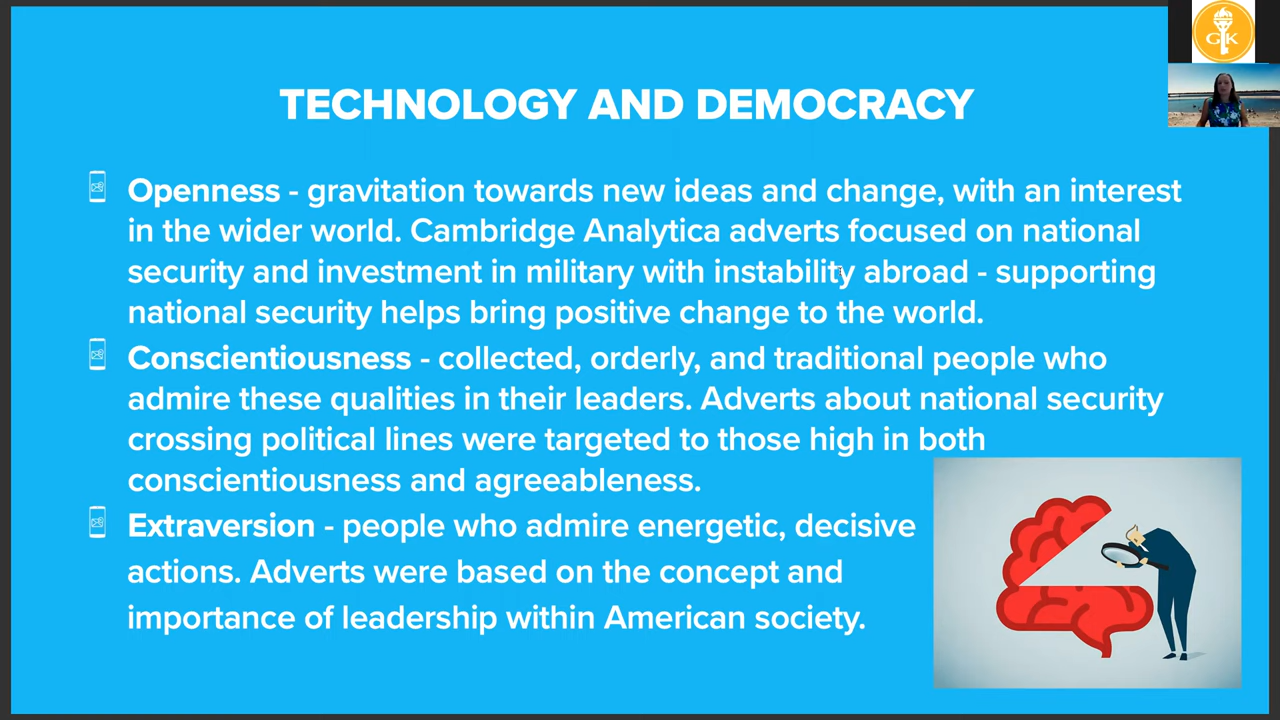 GK
TECHNOLOGY AND DEMOCRACY
Openness - gravitation towards new ideas and change, with an interest
in the wider world. Cambridge Analytica adverts focused on national
security and investment in military with instability abroad - supporting
national security helps bring positive change to the world.
Conscientiousness - collected, orderly, and traditional people who
admire these qualities in their leaders. Adverts about national security
crossing political lines were targeted to those high in both
conscientiousness and agreeableness.
Extraversion - people who admire energetic, decisive
actions. Adverts were based on the concept and
importance of leadership within American society.